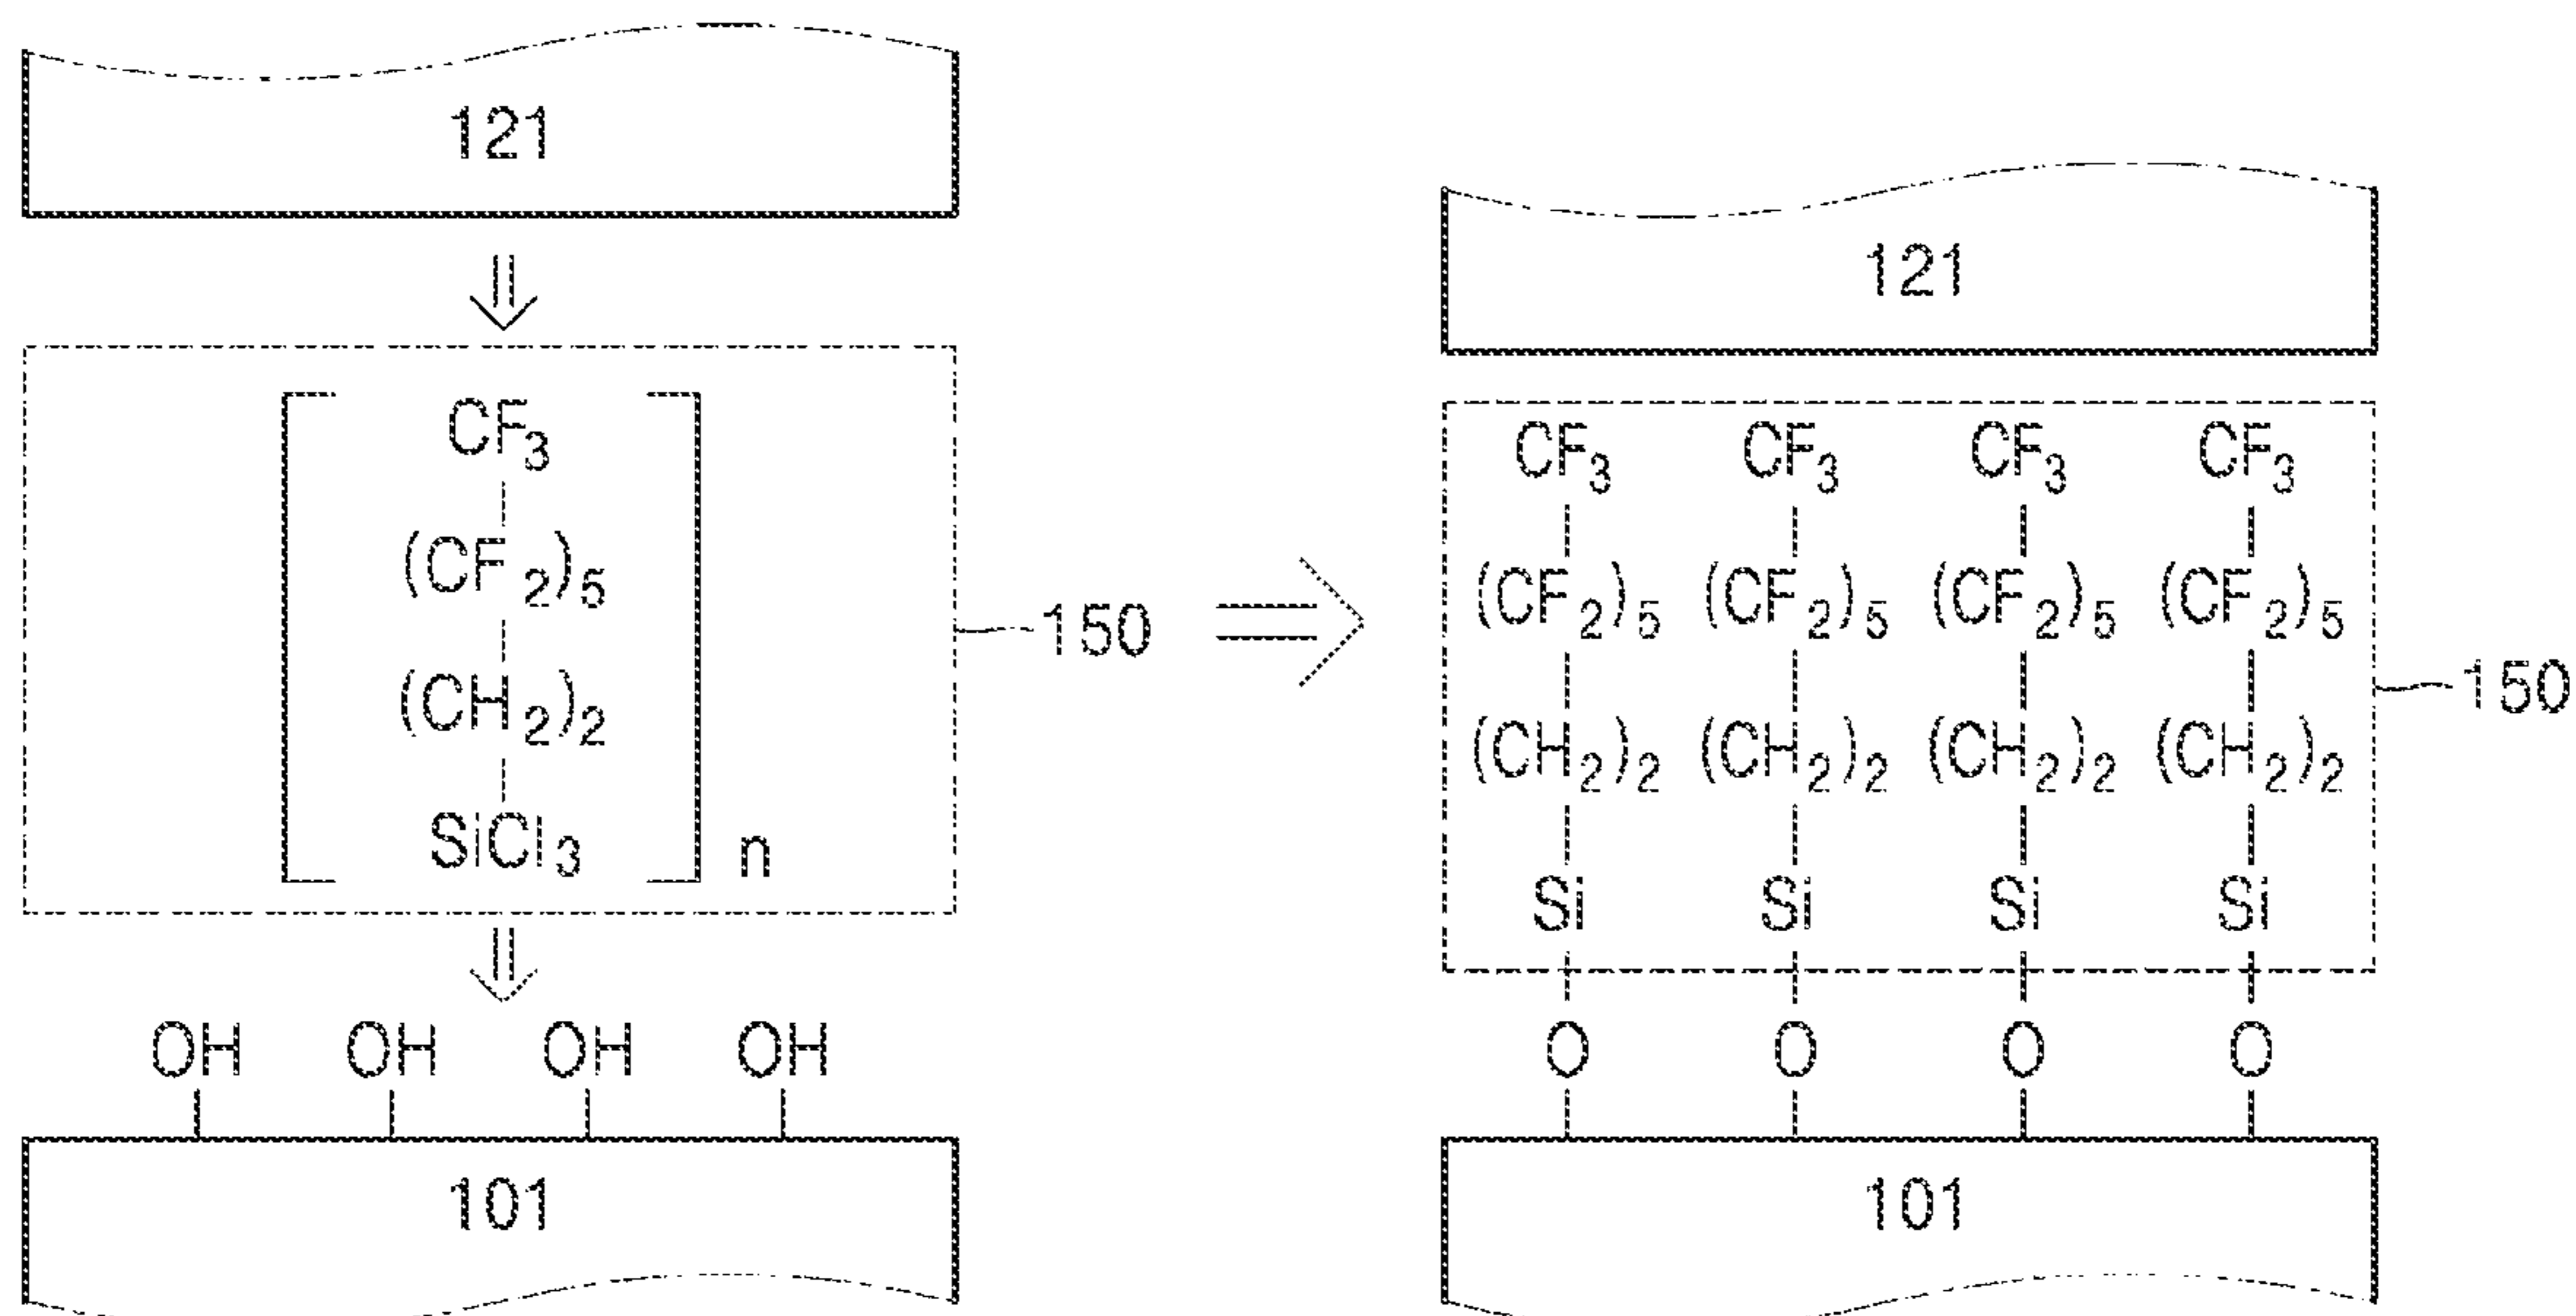 121
CF3
(CF2)5
(CH2)2
SiCl3
n
150
OH OH OH OH
101
121
CF3 CF3 CF3 CF3
(CF2)5 (CF2)5 (CF2)5 (CF2)5
(CH2)2 (CH2)2 (CH2)2 (CH2)2
Si Si Si Si
150
O O O O
101